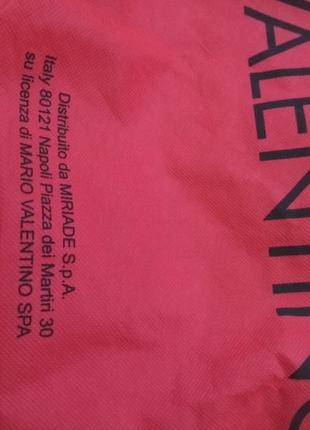 VALENTINO
Distribuito da MIRIADE S.p.A.
Italy 80121 Napoli Piazza dei Martiri 30
su licenza di MARIO VALENTINO SPA